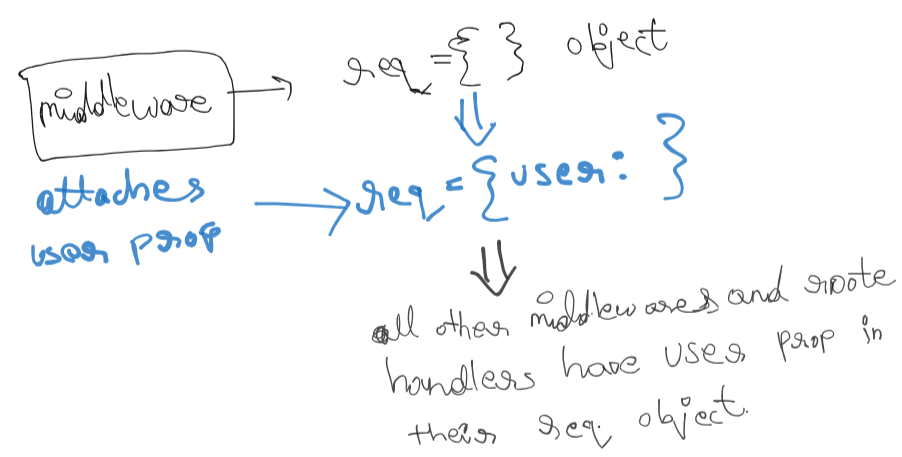 req = { } object
middleware
attaches
user prop
req = { user: }
all other middlewares and route
handlers have user prop in
their req. object.